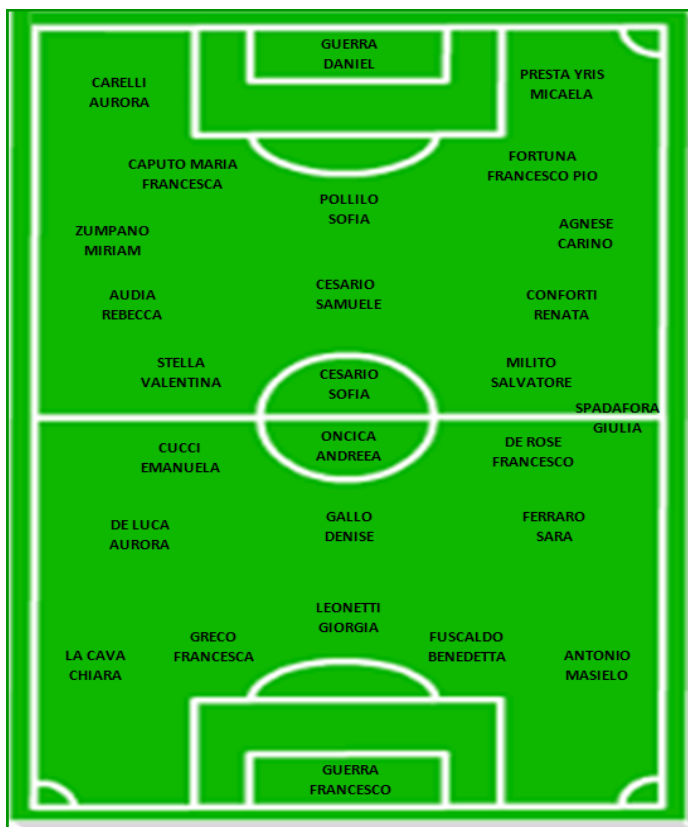 GUERRA
DANIEL
CARELLI
AURORA
PRESTA YRIS
MICAELA
CAPUTO MARIA
FRANCESCA
FORTUNA
FRANCESCO PIO
POLLILO
SOFIA
ZUMPANO
MIRIAM
AGNESE
CARINO
AUDIA
REBECCA
CESARIO
SAMUELE
CONFORTI
RENATA
STELLA
VALENTINA
CESARIO
SOFIA
MILITO
SALVATORE
SPADAFORA
GIULIA
CUCCI
EMANUELA
ONCICA
ANDREEA
DE ROSE
FRANCESCO
DE LUCA
AURORA
GALLO
DENISE
FERRARO
SARA
LEONETTI
GIORGIA
LA CAVA
CHIARA
GRECO
FRANCESCA
FUSCALDO
BENEDETTA
ANTONIO
MASIELO
GUERRA
FRANCESCO